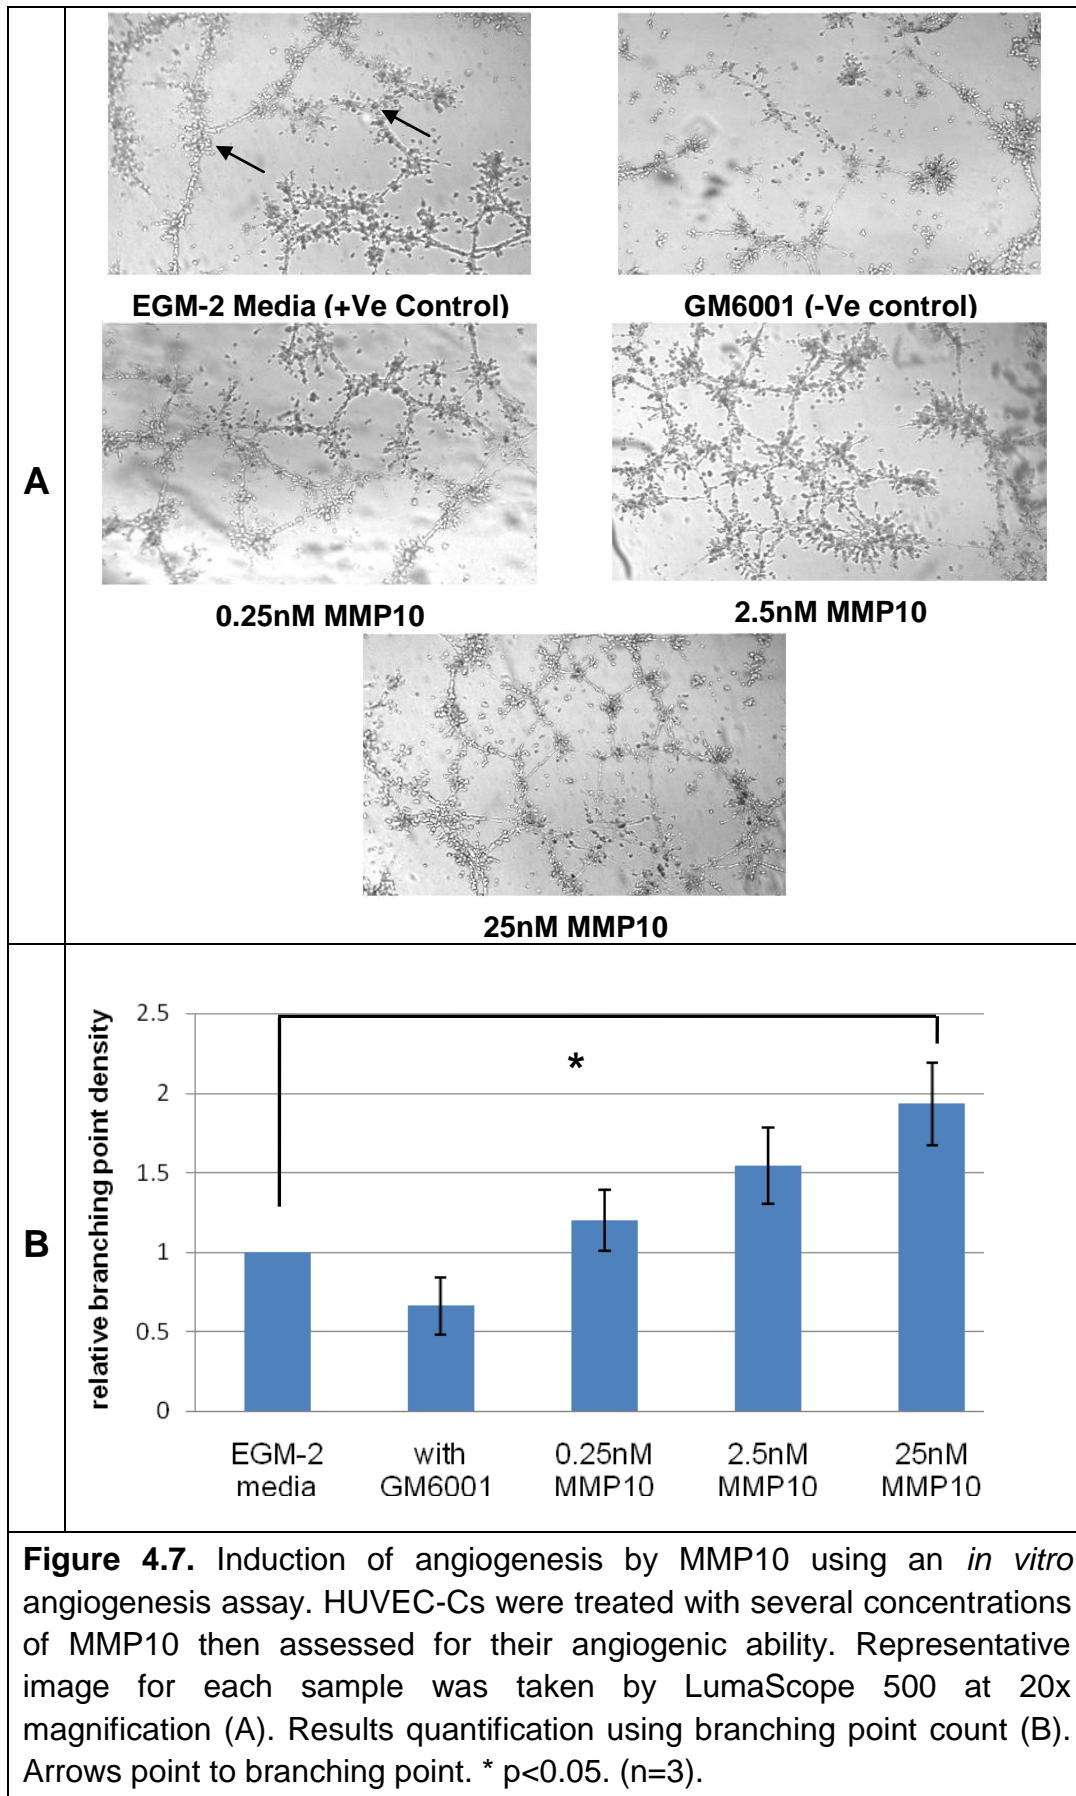 EGM-2 Media (+Ve Control)
GM6001 (-Ve control)
A
0.25nM MMP10
2.5nM MMP10
25nM MMP10
B
relative branching point density
2.5
2
1.5
1
0.5
0
*
EGM-2
media
with
GM6001
0.25nM
MMP10
2.5nM
MMP10
25nM
MMP10
Figure 4.7. Induction of angiogenesis by MMP10 using an in vitro
angiogenesis assay. HUVEC-Cs were treated with several concentrations
of MMP10 then assessed for their angiogenic ability. Representative
image for each sample was taken by LumaScope 500 at 20x
magnification (A). Results quantification using branching point count (B).
Arrows point to branching point. * p<0.05. (n=3).